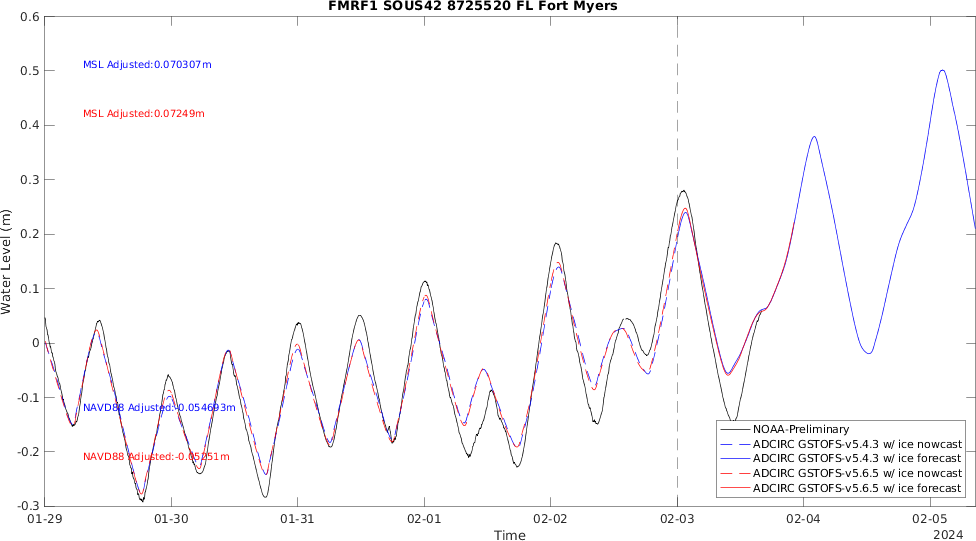 FMRF1 SOUS42 8725520 FL Fort Myers
0.6
0.5
0.4
0.3
0.2
0.1
0
-0.1
-0.2
-0.3
Water Level (m)
MSL Adjusted:0.070307m
MSL Adjusted:0.07249m
NAVD88 Adjusted:-0.054693m
NAVD88 Adjusted:-0.05251m
NOAA-Preliminary
ADCIRC GSTOFS-v5.4.3 w/ ice nowcast
ADCIRC GSTOFS-v5.4.3 w/ ice forecast
ADCIRC GSTOFS-v5.6.5 w/ ice nowcast
ADCIRC GSTOFS-v5.6.5 w/ ice forecast
01-29 01-30 01-31 02-01 02-02 02-03 02-04 02-05
Time
2024